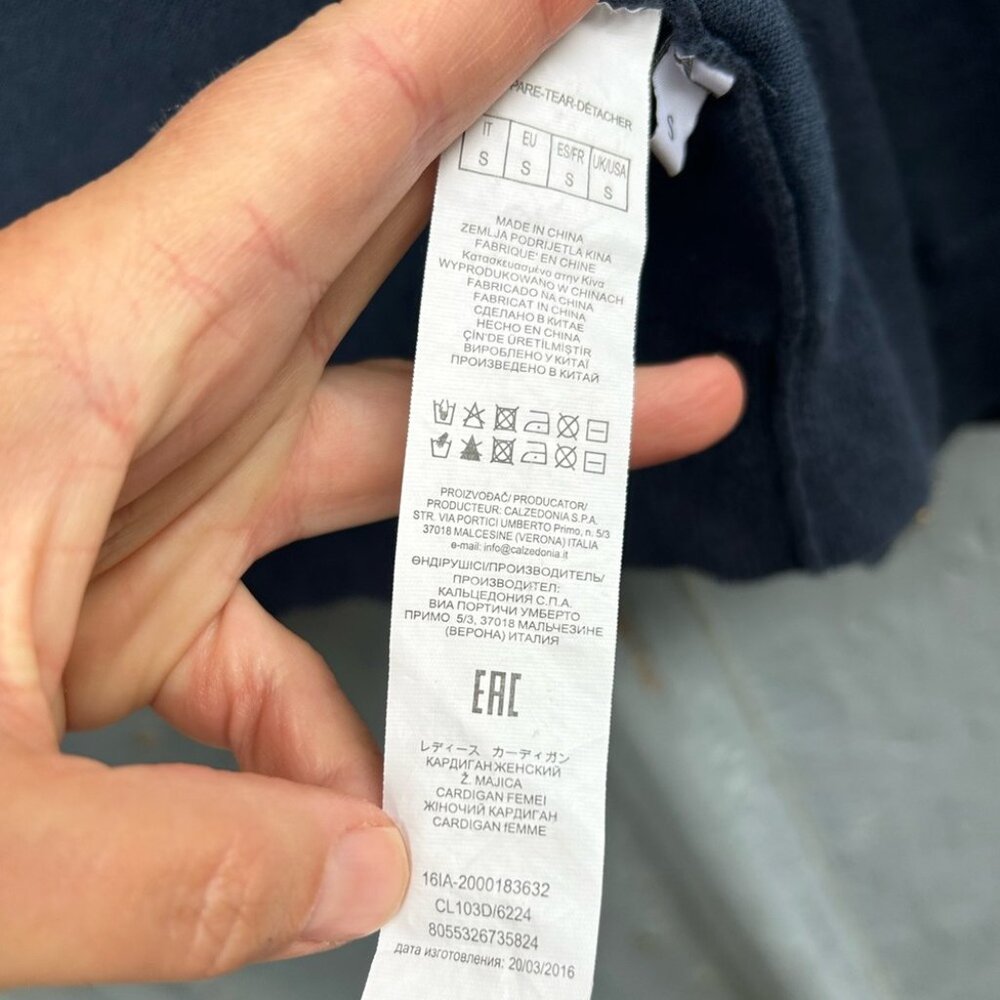 PARE-TEAR-DÉTACHER
IT EU ES/FR UK/USA
S S S S
S
MADE IN CHINA
ZEMLJA PODRIJETLA KINA
FABRIQUE' EN CHINE
Κατασκευασμένο στην Κίνα
WYPRODUKOWANO W CHINACH
FABRICADO NA CHINA
FABRICAT IN CHINA
СДЕЛАНО В КИТАЕ
HECHO EN CHINA
ÇİN'DE ÜRETİLMİŞTİR
ВИРОБЛЕНО У КИТАЇ
ПРОИЗВЕДЕНО В КИТАЙ
PROIZVOĐAČ/ PRODUCATOR/
PRODUCTEUR: CALZEDONIA S.P.A.
STR. VIA PORTICI UMBERTO Primo, n. 5/3
37018 MALCESINE (VERONA) ITALIA
e-mail: info@calzedonia.it
ӨНДІРУШІСІ/ПРОИЗВОДИТЕЛЬ/
ПРОИЗВОДИТЕЛ:
КАЛЬЦЕДОНИЯ С.П.А.
ВИА ПОРТИЧИ УМБЕРТО
ПРИМО 5/3, 37018 МАЛЬЧЕЗИНЕ
(ВЕРОНА) ИТАЛИЯ
EAC
レディース カーディガン
КАРДИГАН ЖЕНСКИЙ
Ž. MAJICA
CARDIGAN FEMEI
ЖІНОЧИЙ КАРДИГАН
CARDIGAN fEMME
16IA-2000183632
CL103D/6224
8055326735824
дата изготовления: 20/03/2016